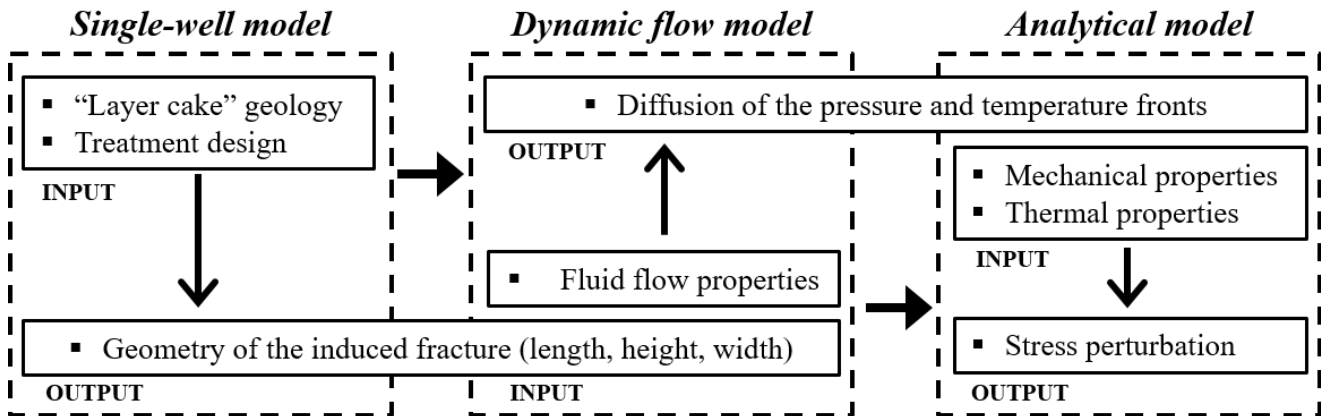 Single-well model
Dynamic flow model
Analytical model
▪ “Layer cake” geology
▪ Treatment design
INPUT
▪ Diffusion of the pressure and temperature fronts
OUTPUT
▪ Mechanical properties
▪ Thermal properties
INPUT
▪ Fluid flow properties
▪ Geometry of the induced fracture (length, height, width)
OUTPUT
INPUT
▪ Stress perturbation
OUTPUT